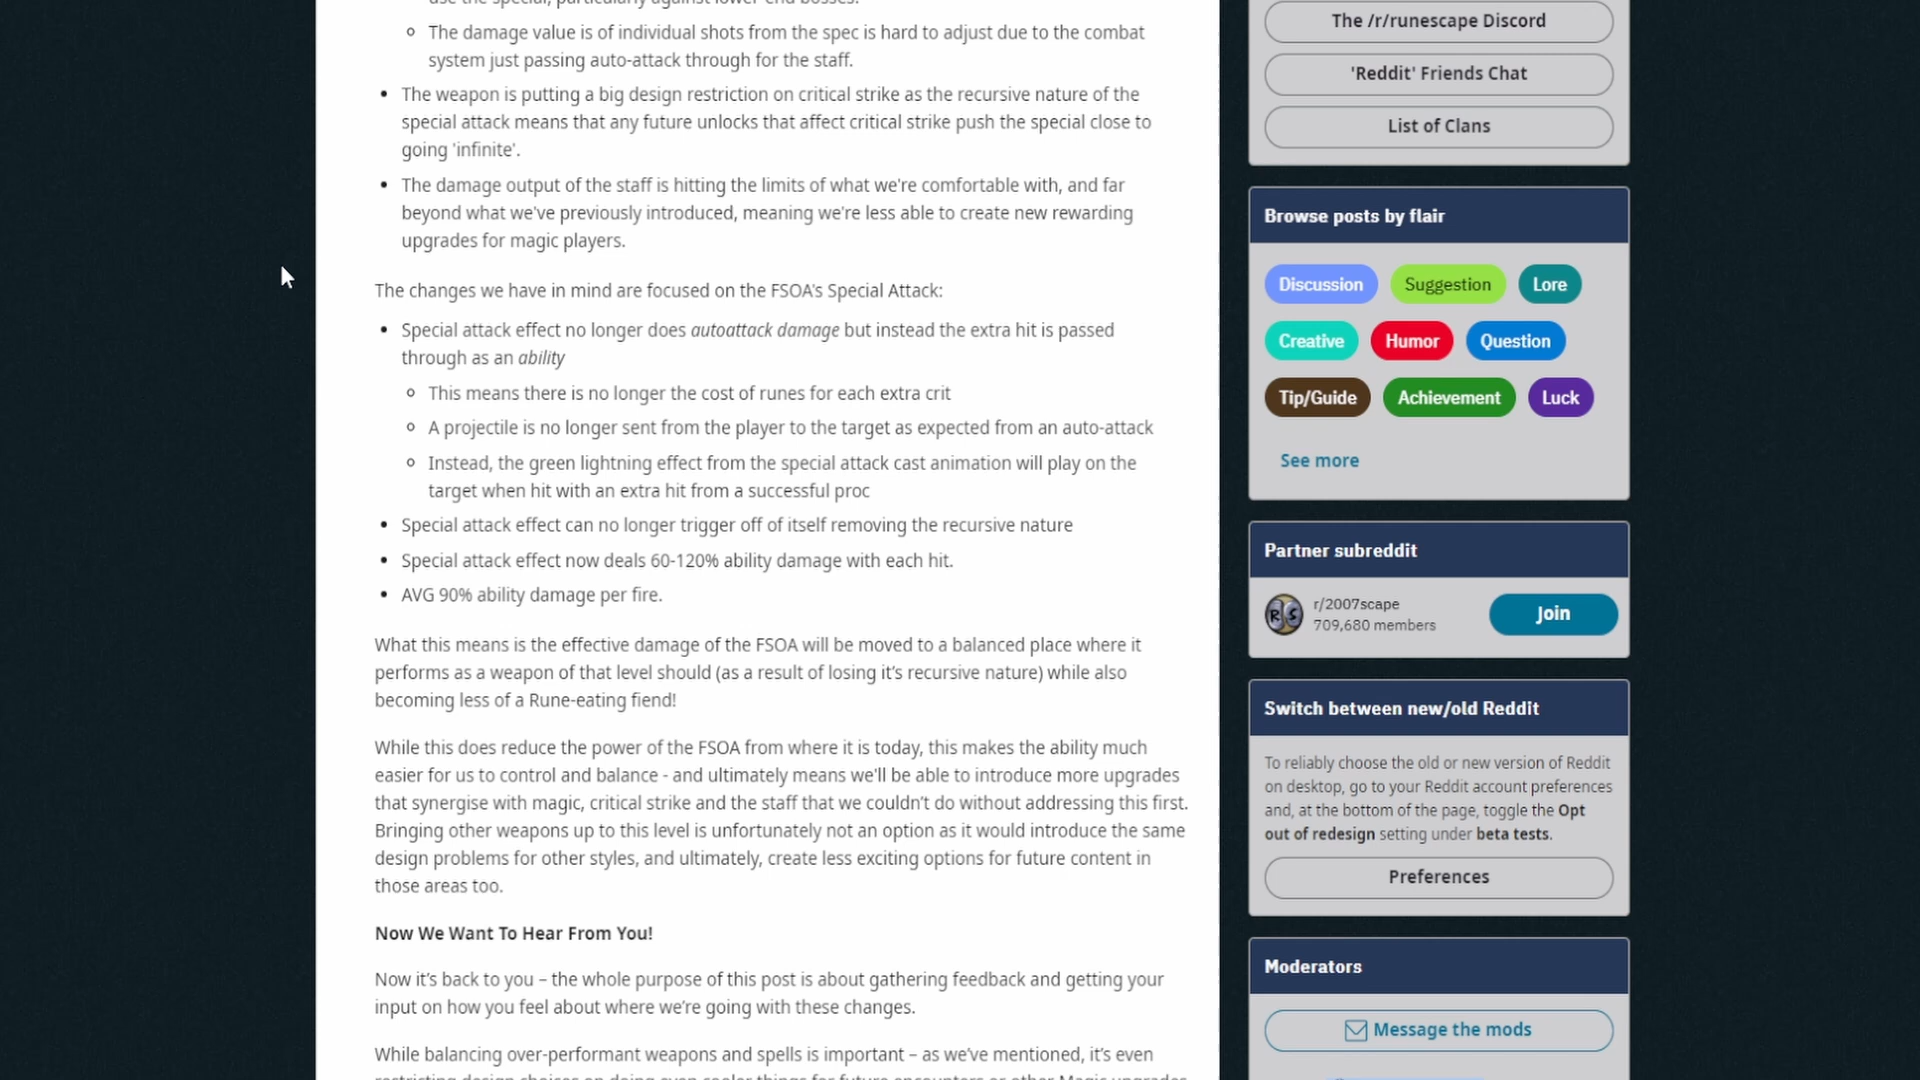 use the special, particularly against lower-end bosses.
The damage value is of individual shots from the spec is hard to adjust due to the combat
system just passing auto-attack through for the staff.
The weapon is putting a big design restriction on critical strike as the recursive nature of the
special attack means that any future unlocks that affect critical strike push the special close to
going 'infinite'.
The damage output of the staff is hitting the limits of what we're comfortable with, and far
beyond what we've previously introduced, meaning we're less able to create new rewarding
upgrades for magic players.
The changes we have in mind are focused on the FSOA's Special Attack:
Special attack effect no longer does autoattack damage but instead the extra hit is passed
through as an ability
This means there is no longer the cost of runes for each extra crit
A projectile is no longer sent from the player to the target as expected from an auto-attack
Instead, the green lightning effect from the special attack cast animation will play on the
target when hit with an extra hit from a successful proc
Special attack effect can no longer trigger off of itself removing the recursive nature
Special attack effect now deals 60-120% ability damage with each hit.
AVG 90% ability damage per fire.
What this means is the effective damage of the FSOA will be moved to a balanced place where it
performs as a weapon of that level should (as a result of losing it’s recursive nature) while also
becoming less of a Rune-eating fiend!
While this does reduce the power of the FSOA from where it is today, this makes the ability much
easier for us to control and balance - and ultimately means we'll be able to introduce more upgrades
that synergise with magic, critical strike and the staff that we couldn’t do without addressing this first.
Bringing other weapons up to this level is unfortunately not an option as it would introduce the same
design problems for other styles, and ultimately, create less exciting options for future content in
those areas too.
Now We Want To Hear From You!
Now it’s back to you – the whole purpose of this post is about gathering feedback and getting your
input on how you feel about where we’re going with these changes.
While balancing over-performant weapons and spells is important – as we’ve mentioned, it’s even
restricting design choices on doing even cooler things for future encounters or other Magic upgrades
The /r/runescape Discord
'Reddit' Friends Chat
List of Clans
Browse posts by flair
Discussion
Suggestion
Lore
Creative
Humor
Question
Tip/Guide
Achievement
Luck
See more
Partner subreddit
r/2007scape
709,680 members
Join
Switch between new/old Reddit
To reliably choose the old or new version of Reddit
on desktop, go to your Reddit account preferences
and, at the bottom of the page, toggle the Opt
out of redesign setting under beta tests.
Preferences
Moderators
Message the mods